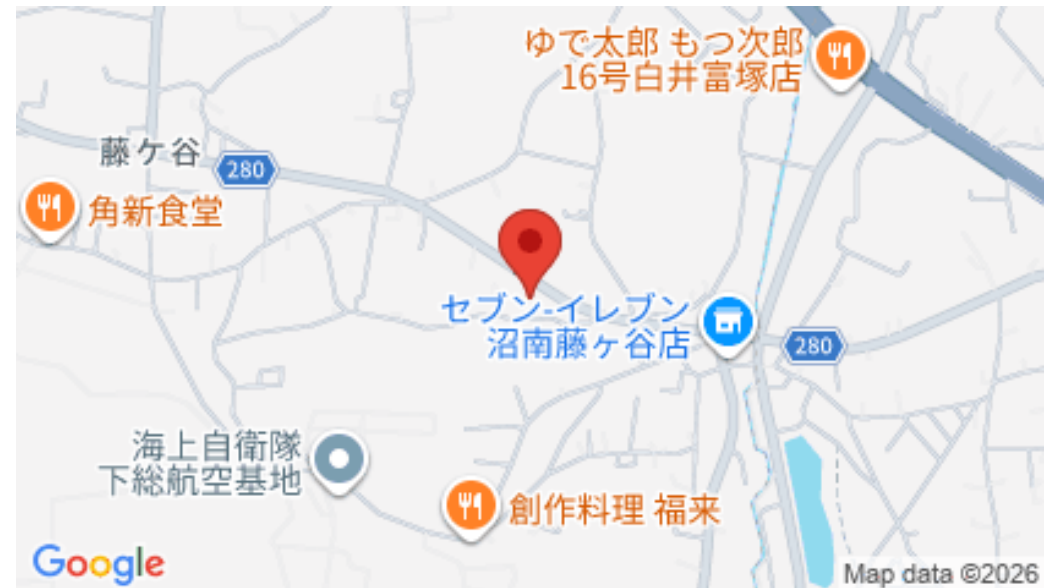 ゆで太郎 もつ次郎
16号白井富塚店
藤ケ谷
280
角新食堂
セブン-イレブン
沼南藤ヶ谷店
280
海上自衛隊
下総航空基地
創作料理 福来
Google
Map data ©2026